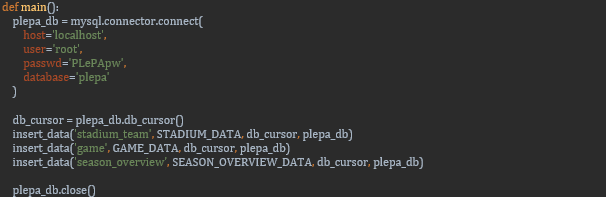 def main():
plepa_db = mysql.connector.connect(
host='localhost',
user='root',
passwd='PLePApw',
database='plepa'
)
db_cursor = plepa_db.db_cursor()
insert_data('stadium_team', STADIUM_DATA, db_cursor, plepa_db)
insert_data('game', GAME_DATA, db_cursor, plepa_db)
insert_data('season_overview', SEASON_OVERVIEW_DATA, db_cursor, plepa_db)
plepa_db.close()